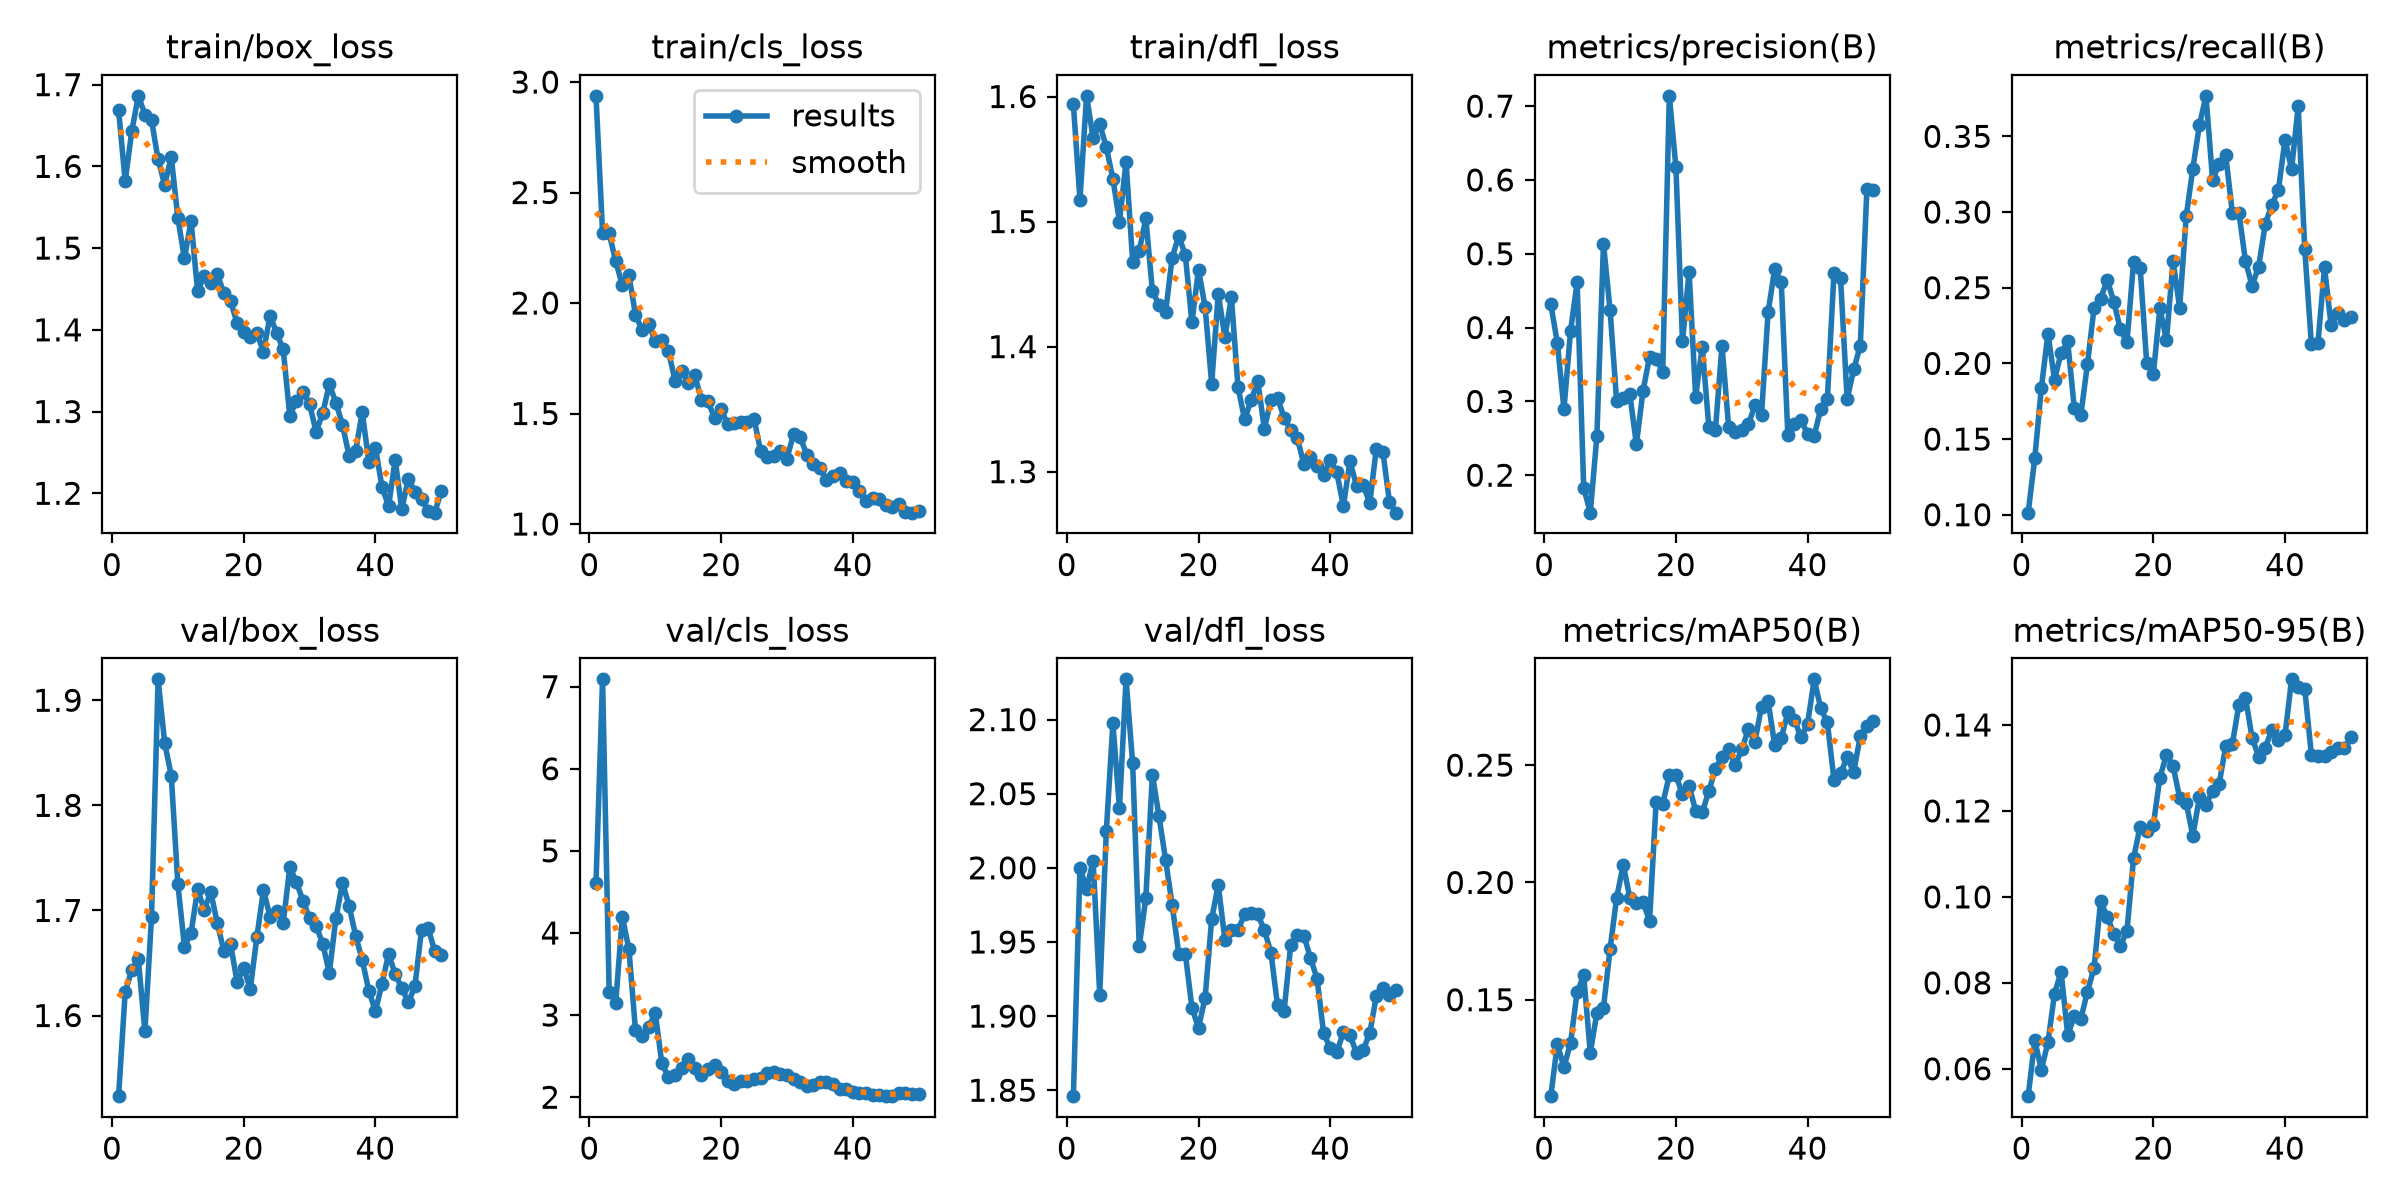 train/box_loss
train/cls_loss
train/dfl_loss
metrics/precision(B)
metrics/recall(B)
1.7
1.6
1.5
1.4
1.3
1.2
0 20 40
3.0
2.5
2.0
1.5
1.0
0 20 40
results
smooth
1.6
1.5
1.4
1.3
0 20 40
0.7
0.6
0.5
0.4
0.3
0.2
0 20 40
0.35
0.30
0.25
0.20
0.15
0.10
0 20 40
val/box_loss
val/cls_loss
val/dfl_loss
metrics/mAP50(B)
metrics/mAP50-95(B)
1.9
1.8
1.7
1.6
0 20 40
7
6
5
4
3
2
0 20 40
2.10
2.05
2.00
1.95
1.90
1.85
0 20 40
0.25
0.20
0.15
0 20 40
0.14
0.12
0.10
0.08
0.06
0 20 40